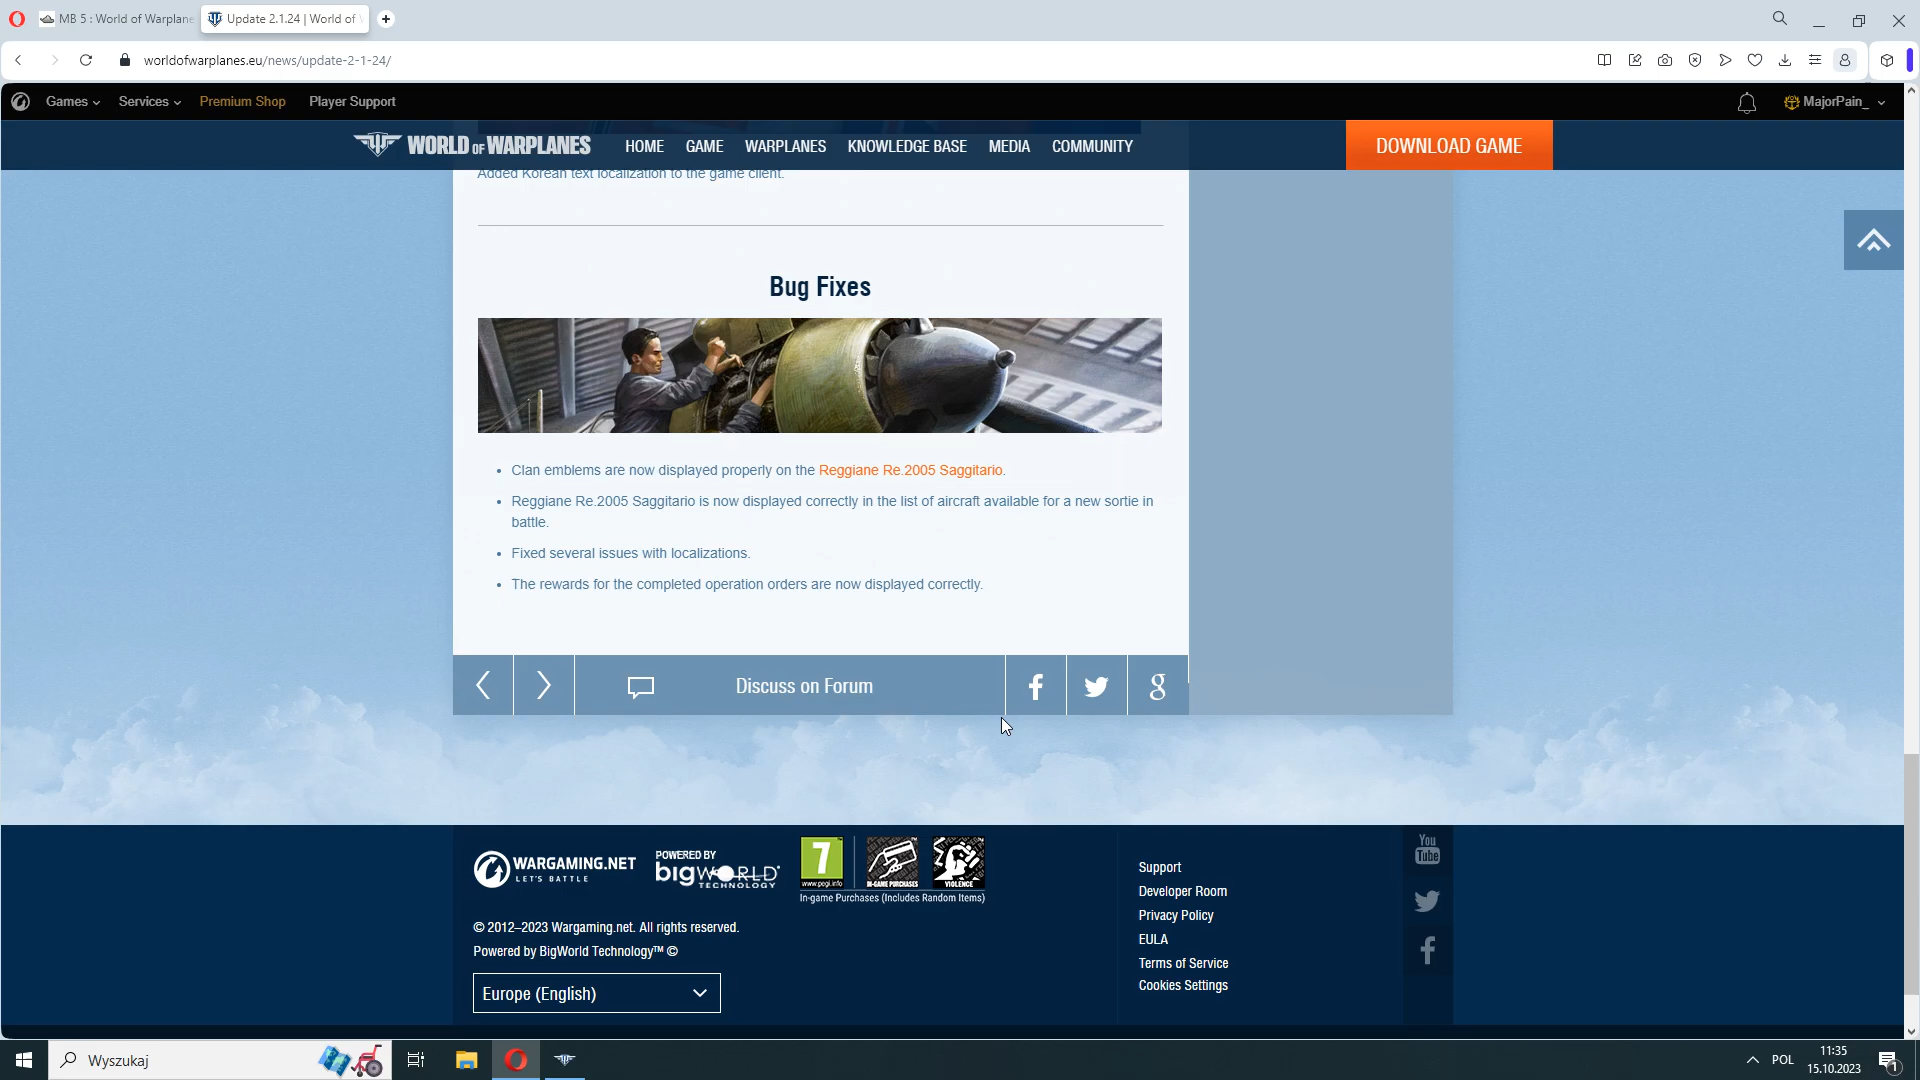 MB 5 : World of Warplane
Update 2.1.24 | World of
worldofwarplanes.eu/news/update-2-1-24/
Games
Services
Premium Shop
Player Support
MajorPain_
WORLD OF WARPLANES
HOME
GAME
WARPLANES
KNOWLEDGE BASE
MEDIA
COMMUNITY
DOWNLOAD GAME
Added Korean text localization to the game client.
Bug Fixes
• Clan emblems are now displayed properly on the Reggiane Re.2005 Saggitario.
• Reggiane Re.2005 Saggitario is now displayed correctly in the list of aircraft available for a new sortie in
battle.
• Fixed several issues with localizations.
• The rewards for the completed operation orders are now displayed correctly.
Discuss on Forum
WARGAMING.NET
LET'S BATTLE
POWERED BY
bigWORLD
TECHNOLOGY
7
www.pegi.info
IN-GAME PURCHASES
VIOLENCE
In-game Purchases (Includes Random Items)
© 2012–2023 Wargaming.net. All rights reserved.
Powered by BigWorld Technology™ ©
Europe (English)
Support
Developer Room
Privacy Policy
EULA
Terms of Service
Cookies Settings
You
Tube
Wyszukaj
POL
11:35
15.10.2023
1